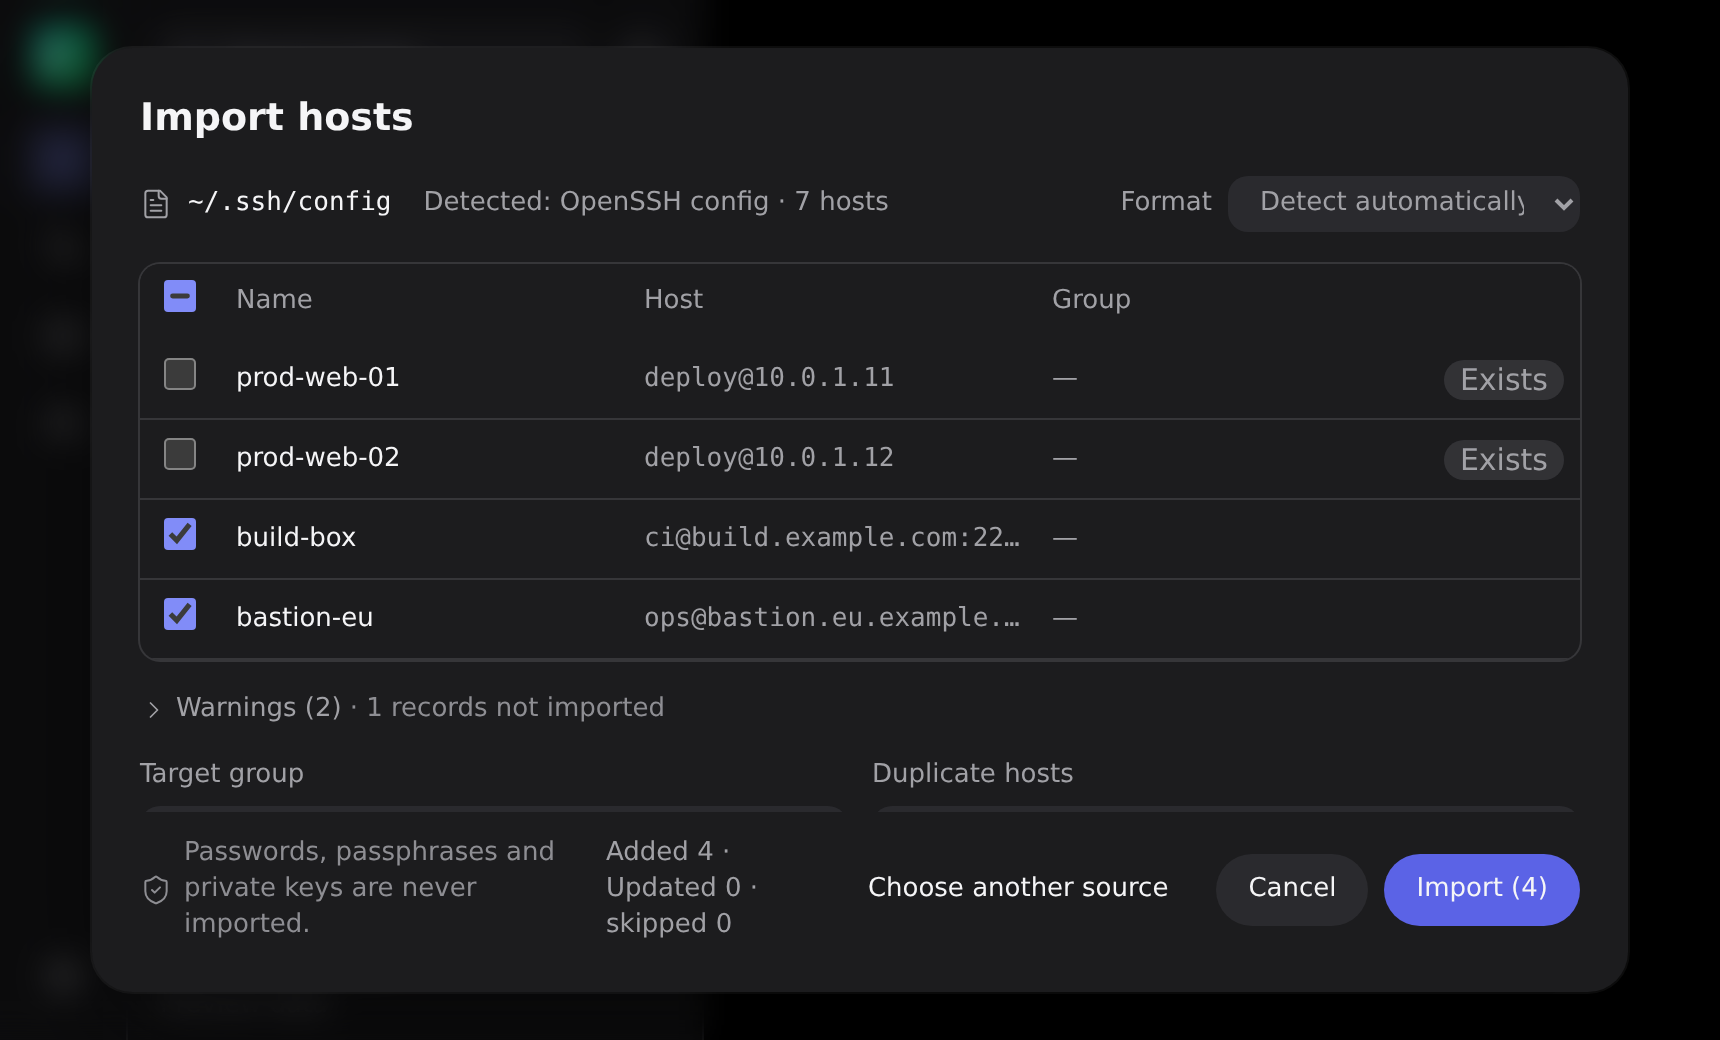 Import hosts
~/.ssh/config Detected: OpenSSH config · 7 hosts Format Detect automatically
Name Host Group
prod-web-01 deploy@10.0.1.11 — Exists
prod-web-02 deploy@10.0.1.12 — Exists
build-box ci@build.example.com:22… —
bastion-eu ops@bastion.eu.example.… —
Warnings (2) · 1 records not imported
Target group Duplicate hosts
Passwords, passphrases and
private keys are never
imported.
Added 4 ·
Updated 0 ·
skipped 0
Choose another source Cancel Import (4)